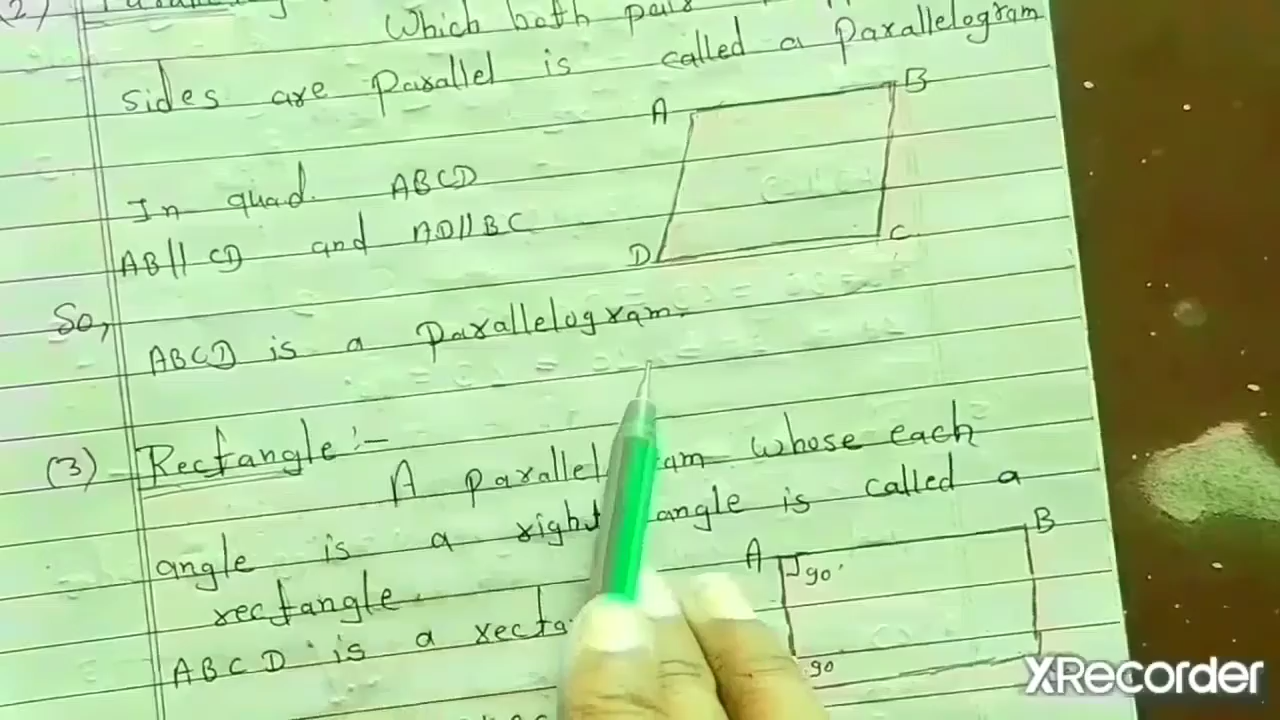 (2)
Which both pair
sides are Parallel is called a Parallelogram
A B
In quad. ABCD
AB//CD and AD//BC
D C
So,
ABCD is a Parallelogram.
(3) Rectangle:-
A parallel am whose each
angle is a right angle is called a
rectangle.
A B
90°
ABCD is a recta
90
XRecorder